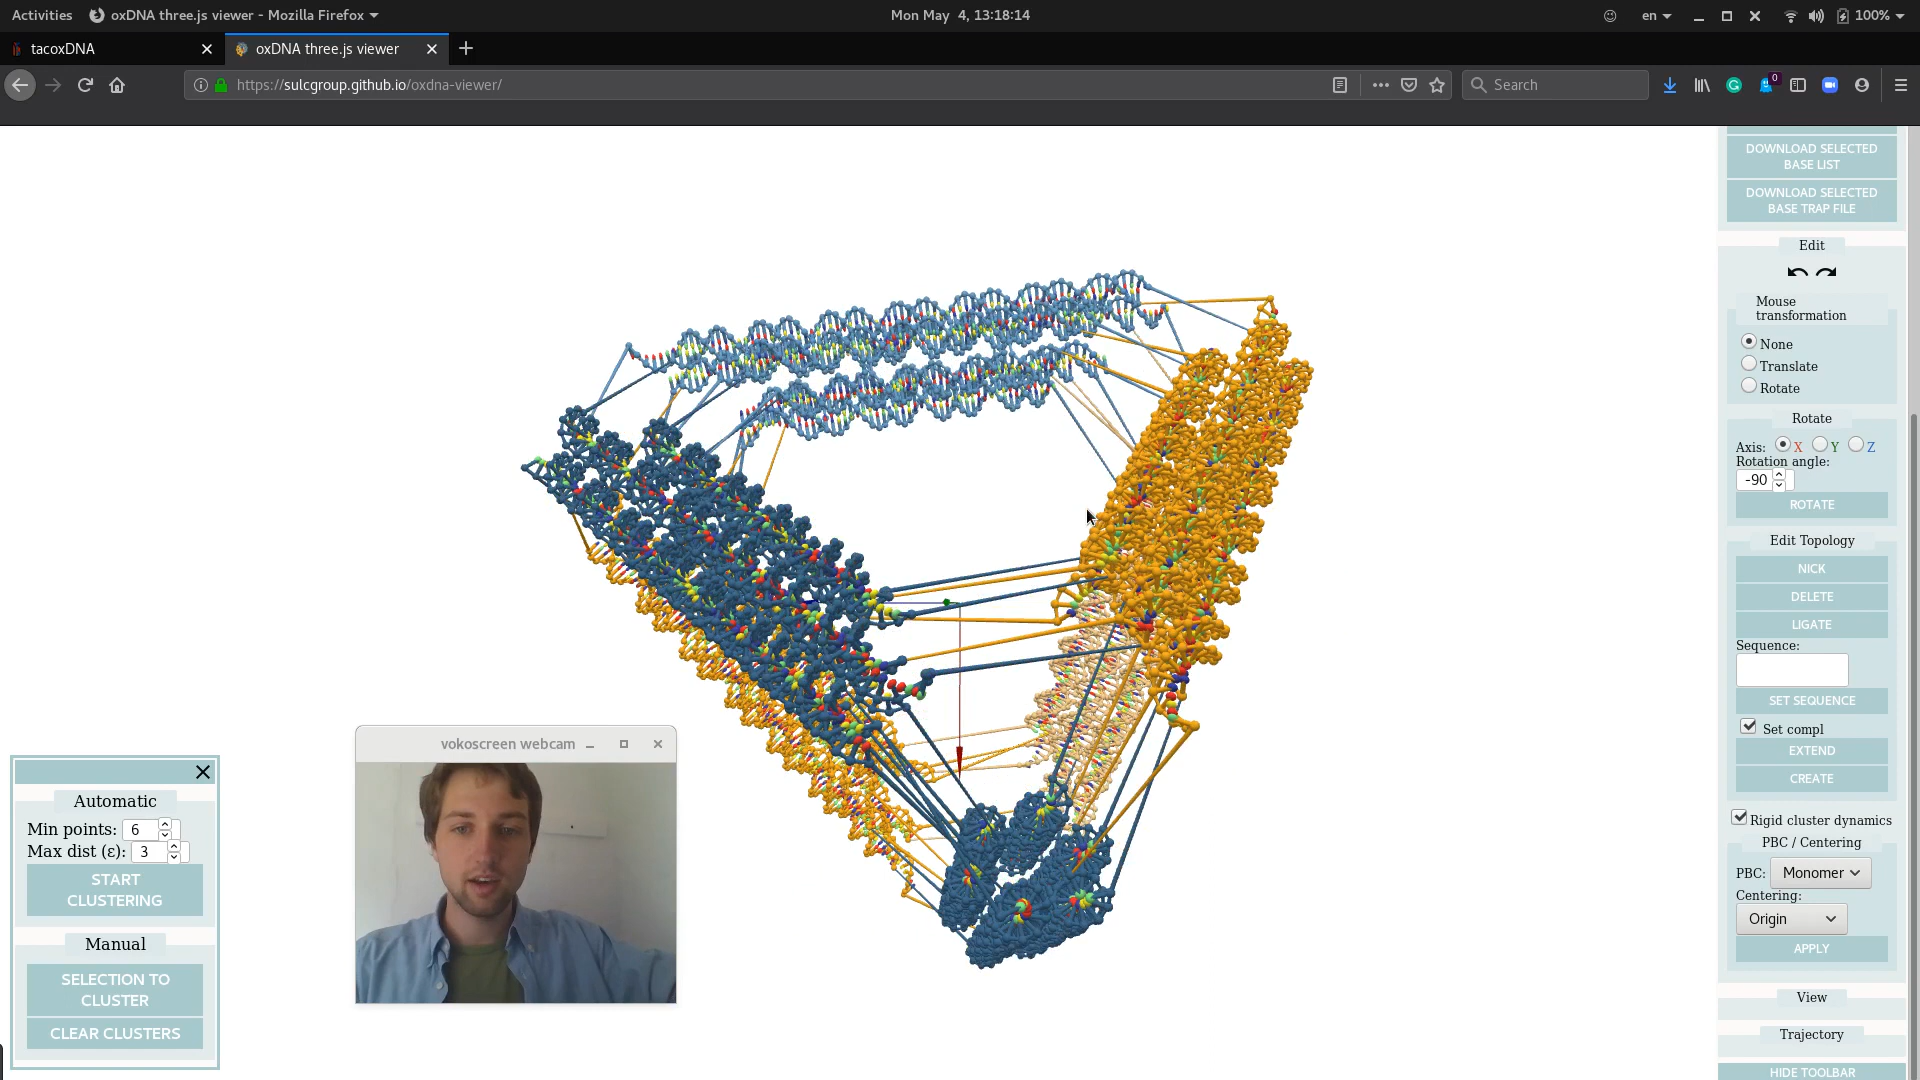 Activities
oxDNA three.js viewer - Mozilla Firefox
Mon May 4, 13:18:14
en
100%
tacoxDNA
oxDNA three.js viewer
https://sulcgroup.github.io/oxdna-viewer/
Search
0
DOWNLOAD SELECTED
BASE LIST
DOWNLOAD SELECTED
BASE TRAP FILE
Edit
Mouse
transformation
None
Translate
Rotate
Rotate
Axis: X Y Z
Rotation angle:
-90
ROTATE
Edit Topology
NICK
DELETE
LIGATE
Sequence:
SET SEQUENCE
Set compl
EXTEND
CREATE
Rigid cluster dynamics
PBC / Centering
PBC: Monomer
Centering:
Origin
APPLY
View
Trajectory
HIDE TOOLBAR
vokoscreen webcam
Automatic
Min points: 6
Max dist (ε): 3
START
CLUSTERING
Manual
SELECTION TO
CLUSTER
CLEAR CLUSTERS